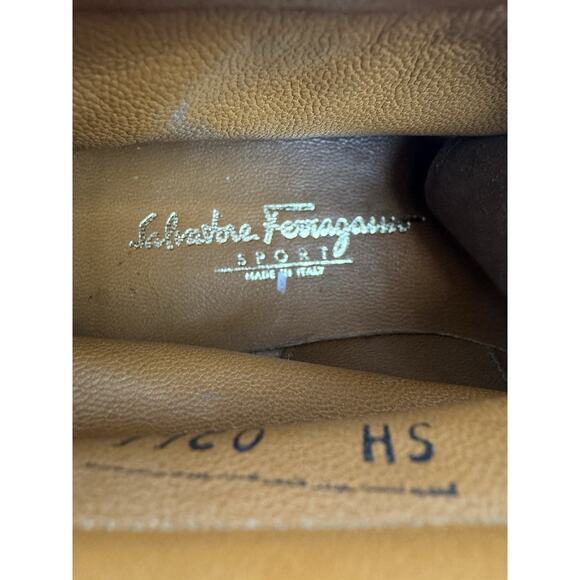 Salvatore Ferragamo
SPORT
MADE IN ITALY
HS